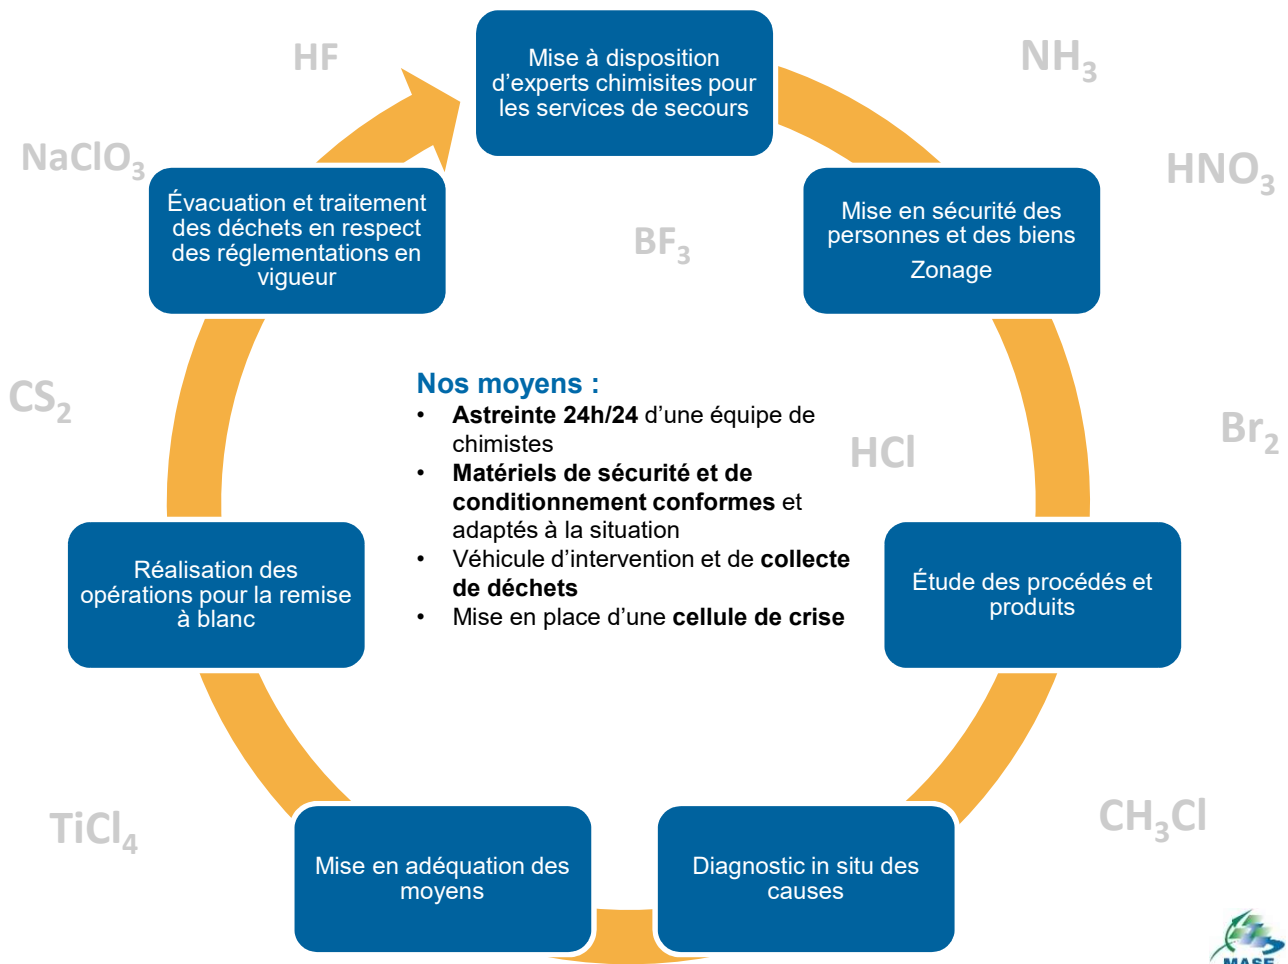 HF
Mise à disposition
d’experts chimisites pour
les services de secours
NH3
NaClO3
HNO3
Évacuation et traitement
des déchets en respect
des réglementations en
vigueur
BF3
Mise en sécurité des
personnes et des biens
Zonage
CS2
Nos moyens :
• Astreinte 24h/24 d’une équipe de
chimistes
• Matériels de sécurité et de
conditionnement conformes et
adaptés à la situation
• Véhicule d’intervention et de collecte
de déchets
• Mise en place d’une cellule de crise
HCl
Br2
Réalisation des
opérations pour la remise
à blanc
Étude des procédés et
produits
TiCl4
CH3Cl
Mise en adéquation des
moyens
Diagnostic in situ des
causes
MASE